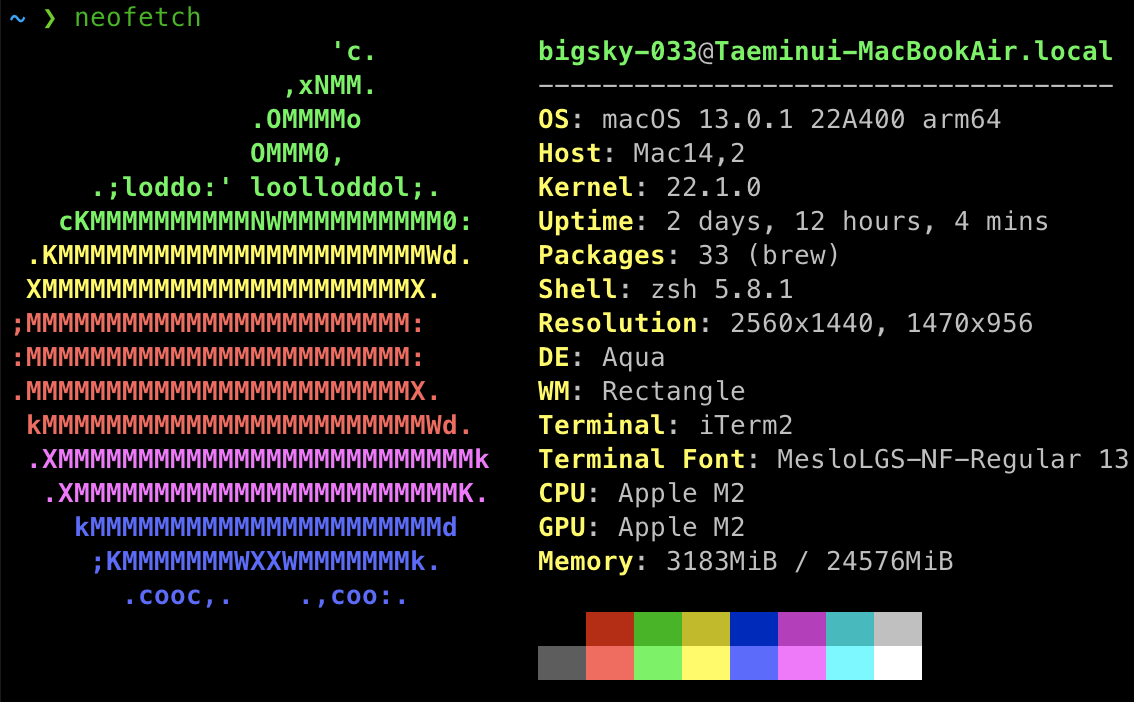 ~ ❯ neofetch
                    'c.          bigsky-033@Taeminui-MacBookAir.local
                 ,xNMM.          ------------------------------------
               .OMMMMo           OS: macOS 13.0.1 22A400 arm64
               OMMM0,            Host: Mac14,2
     .;loddo:' loolloddol;.      Kernel: 22.1.0
   cKMMMMMMMMMMNWMMMMMMMMMM0:    Uptime: 2 days, 12 hours, 4 mins
 .KMMMMMMMMMMMMMMMMMMMMMMMWd.    Packages: 33 (brew)
 XMMMMMMMMMMMMMMMMMMMMMMMX.      Shell: zsh 5.8.1
;MMMMMMMMMMMMMMMMMMMMMMMM:       Resolution: 2560x1440, 1470x956
:MMMMMMMMMMMMMMMMMMMMMMMM:       DE: Aqua
.MMMMMMMMMMMMMMMMMMMMMMMMX.      WM: Rectangle
 kMMMMMMMMMMMMMMMMMMMMMMMMWd.    Terminal: iTerm2
 .XMMMMMMMMMMMMMMMMMMMMMMMMMMk   Terminal Font: MesloLGS-NF-Regular 13
  .XMMMMMMMMMMMMMMMMMMMMMMMMK.   CPU: Apple M2
    kMMMMMMMMMMMMMMMMMMMMMMd     GPU: Apple M2
     ;KMMMMMMMWXXWMMMMMMMk.      Memory: 3183MiB / 24576MiB
       .cooc,.    .,coo:.